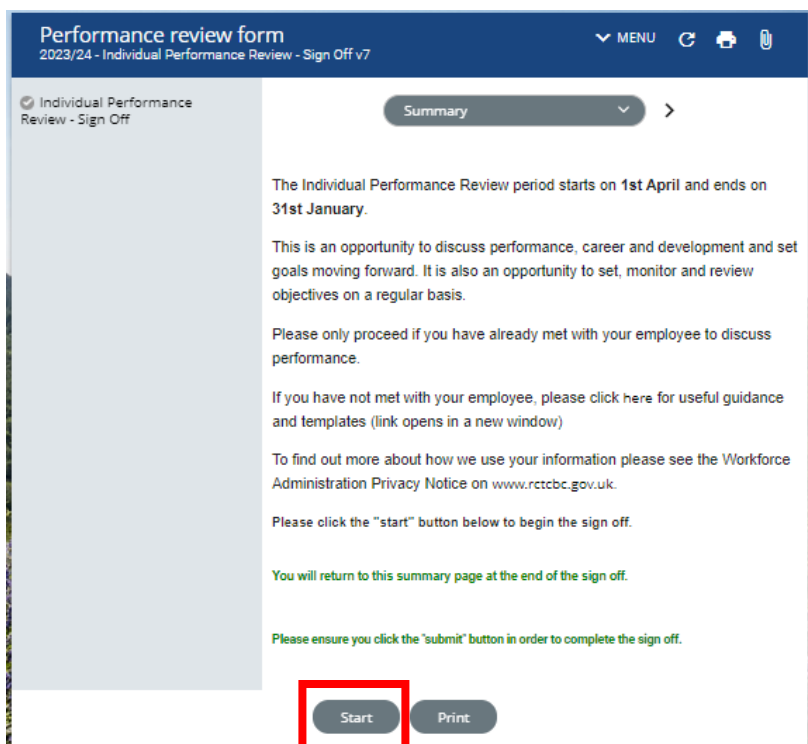 Performance review form
2023/24 - Individual Performance Review - Sign Off v7
MENU
Individual Performance
Review - Sign Off
Summary
The Individual Performance Review period starts on 1st April and ends on
31st January.
This is an opportunity to discuss performance, career and development and set
goals moving forward. It is also an opportunity to set, monitor and review
objectives on a regular basis.
Please only proceed if you have already met with your employee to discuss
performance.
If you have not met with your employee, please click here for useful guidance
and templates (link opens in a new window)
To find out more about how we use your information please see the Workforce
Administration Privacy Notice on www.rctcbc.gov.uk.
Please click the "start" button below to begin the sign off.
You will return to this summary page at the end of the sign off.
Please ensure you click the "submit" button in order to complete the sign off.
Start
Print